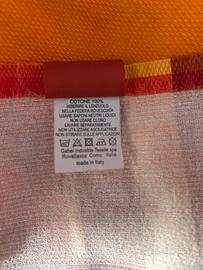 COTONE 100%
INSERIRE IL LENZUOLO
NELLA FEDERA ROVESCIATA
USARE SAPONI NEUTRI LIQUIDI
NON USARE CLORO
LAVARE SEPARATAMENTE
NON UTILIZZARE ASCIUGATRICE
NON STIRARE SULLE APPLICAZIONI
Gabel Industria Tessile spa
Rovellasca Como Italia
made in Italy